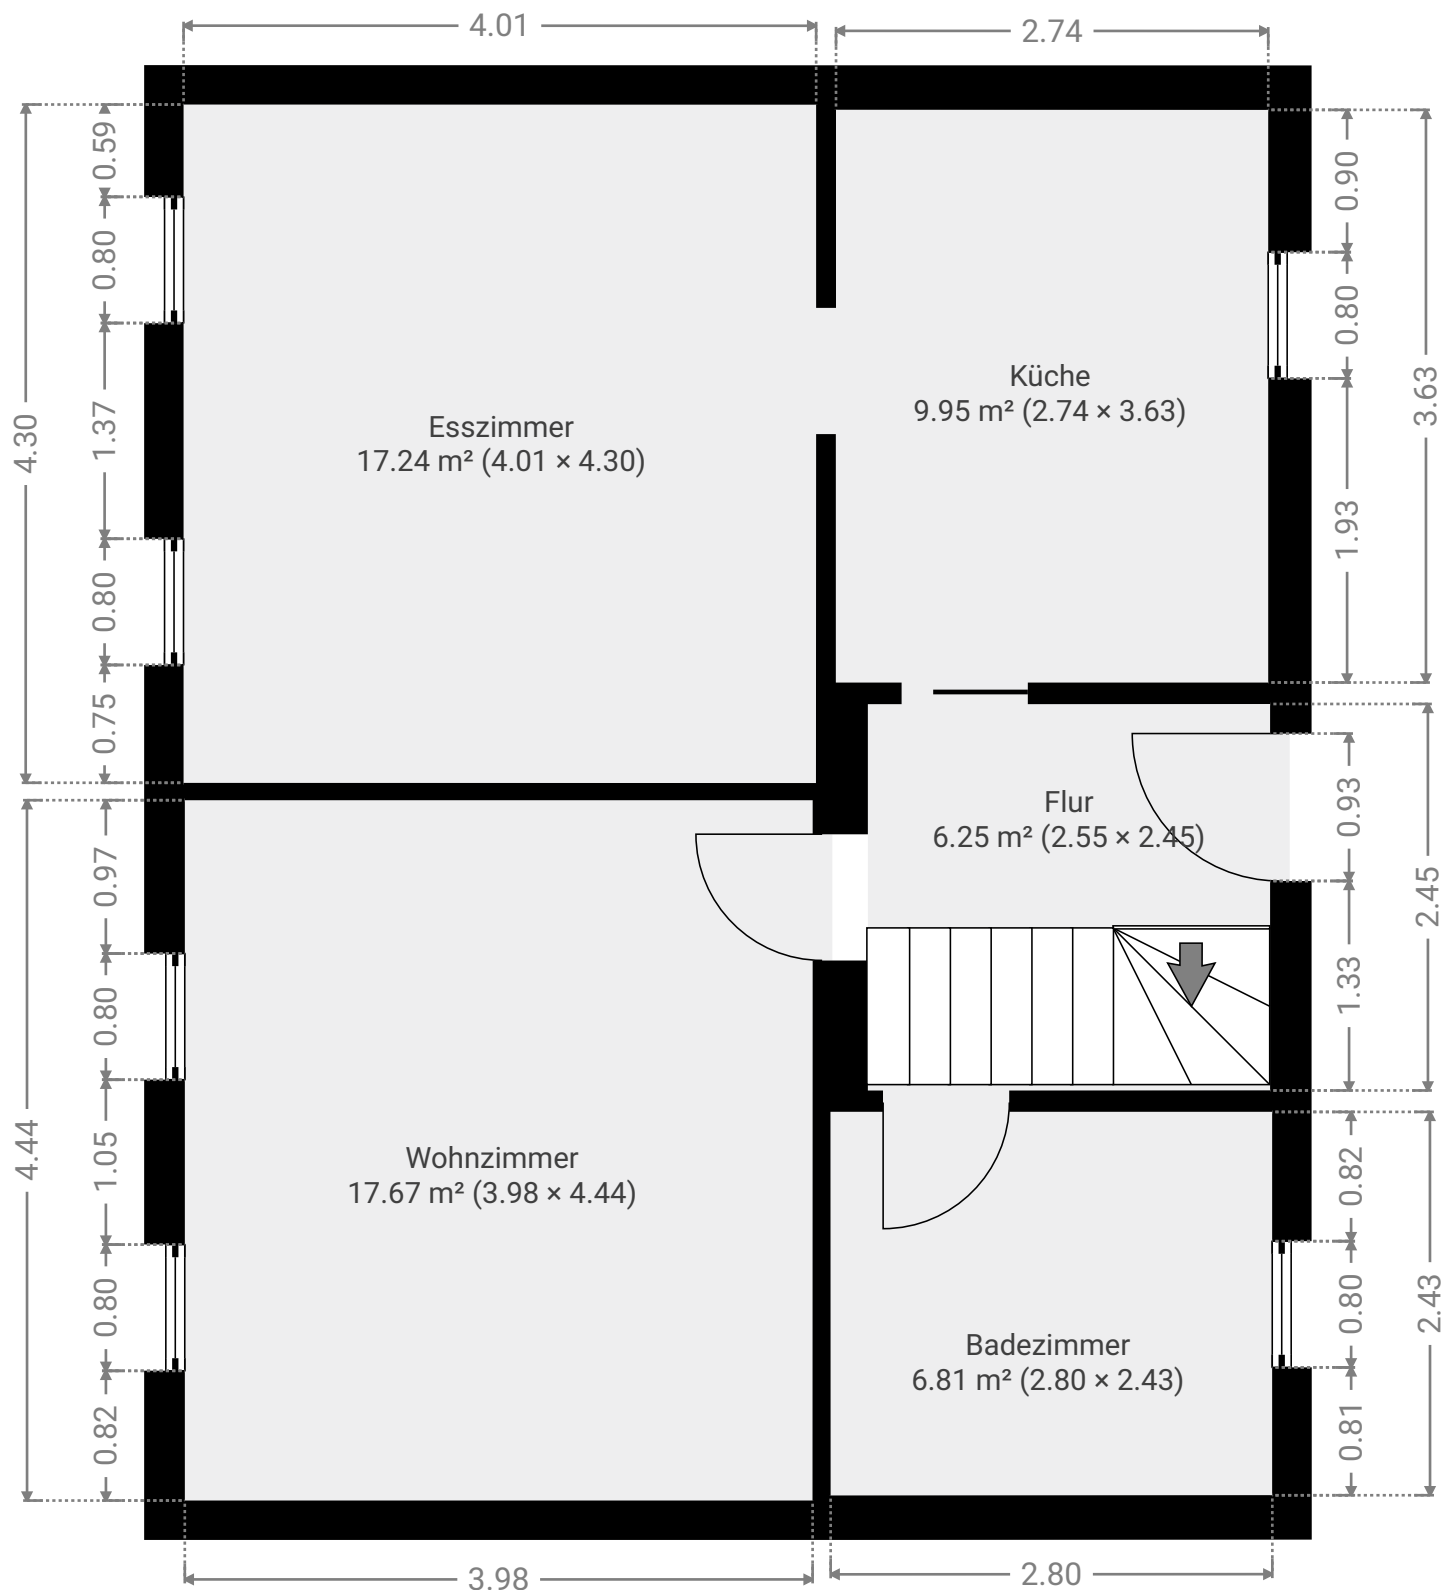 4.01
2.74
0.59
0.80
1.37
0.80
0.75
4.30
0.90
0.80
1.93
3.63
Esszimmer
17.24 m² (4.01 × 4.30)
Küche
9.95 m² (2.74 × 3.63)
Flur
6.25 m² (2.55 × 2.45)
0.93
1.33
2.45
0.97
0.80
1.05
0.80
0.82
4.44
Wohnzimmer
17.67 m² (3.98 × 4.44)
Badezimmer
6.81 m² (2.80 × 2.43)
0.82
0.80
0.81
2.43
3.98
2.80